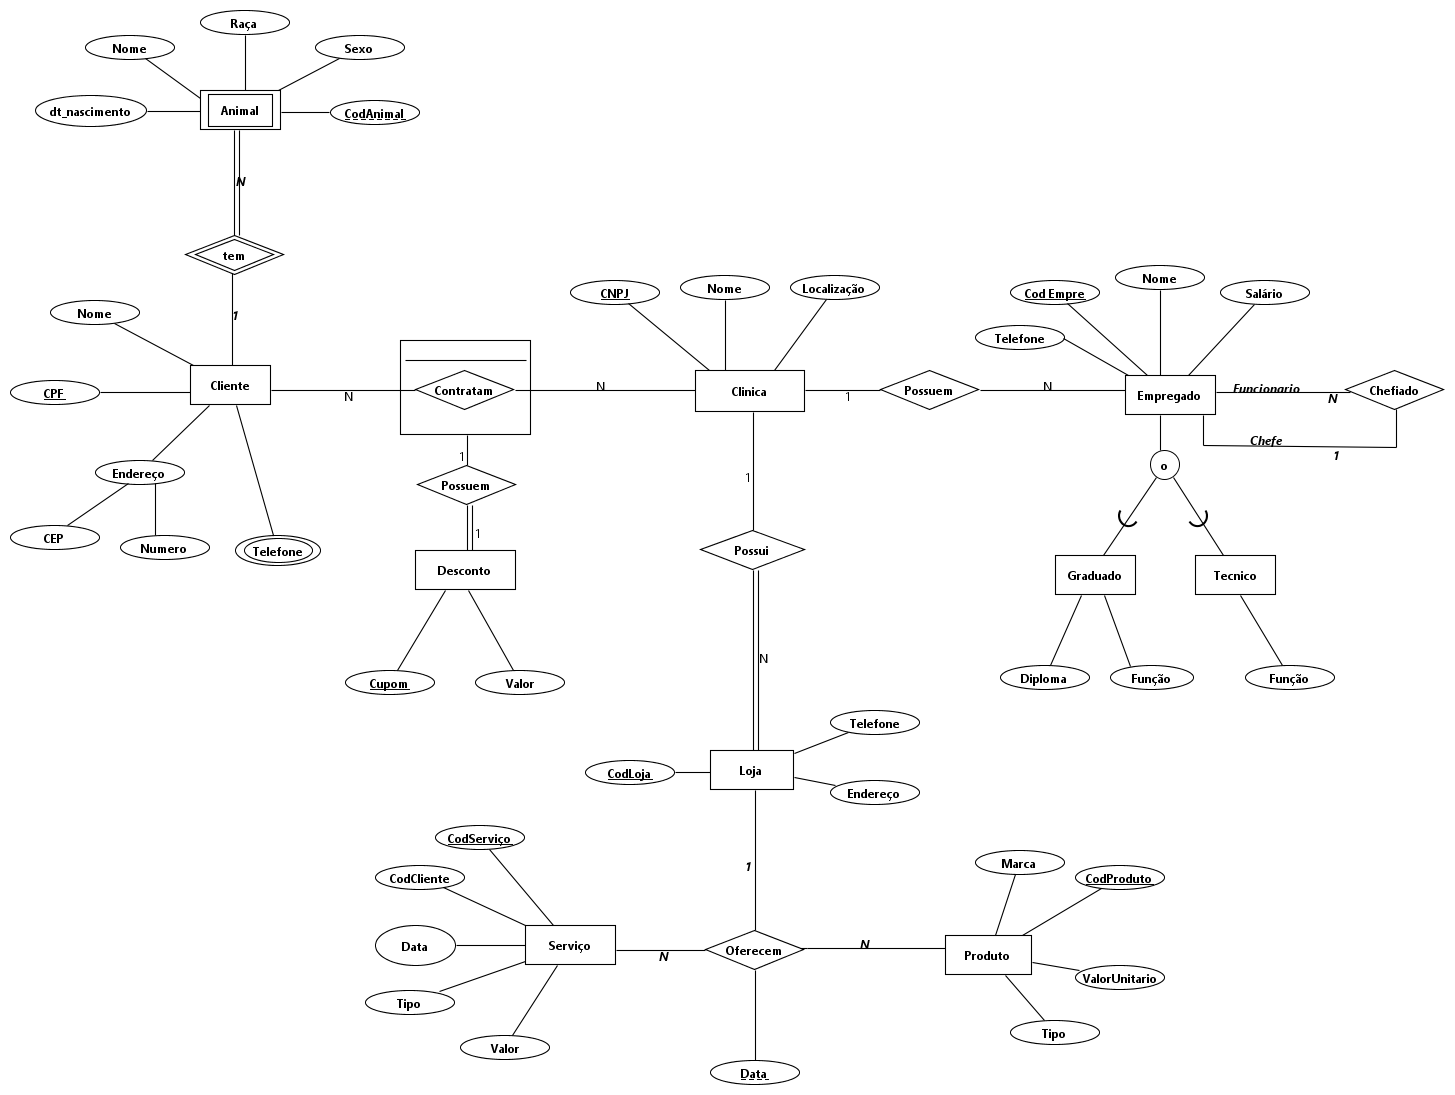 Raça
Nome
Sexo
dt_nascimento
Animal
CodAnimal
N
tem
1
Nome
Cliente
CPF
Endereço
CEP
Numero
Telefone
N
Contratam
N
1
Possuem
1
Desconto
Cupom
Valor
CNPJ
Nome
Localização
Clinica
1
Possuem
N
Cod Empre
Nome
Salário
Telefone
Empregado
Funcionario
N
Chefiado
Chefe
1
o
Graduado
Tecnico
Diploma
Função
Função
1
Possui
N
Telefone
CodLoja
Loja
Endereço
1
CodServiço
CodCliente
Data
Serviço
Tipo
Valor
N
Oferecem
N
Data
Marca
CodProduto
Produto
ValorUnitario
Tipo